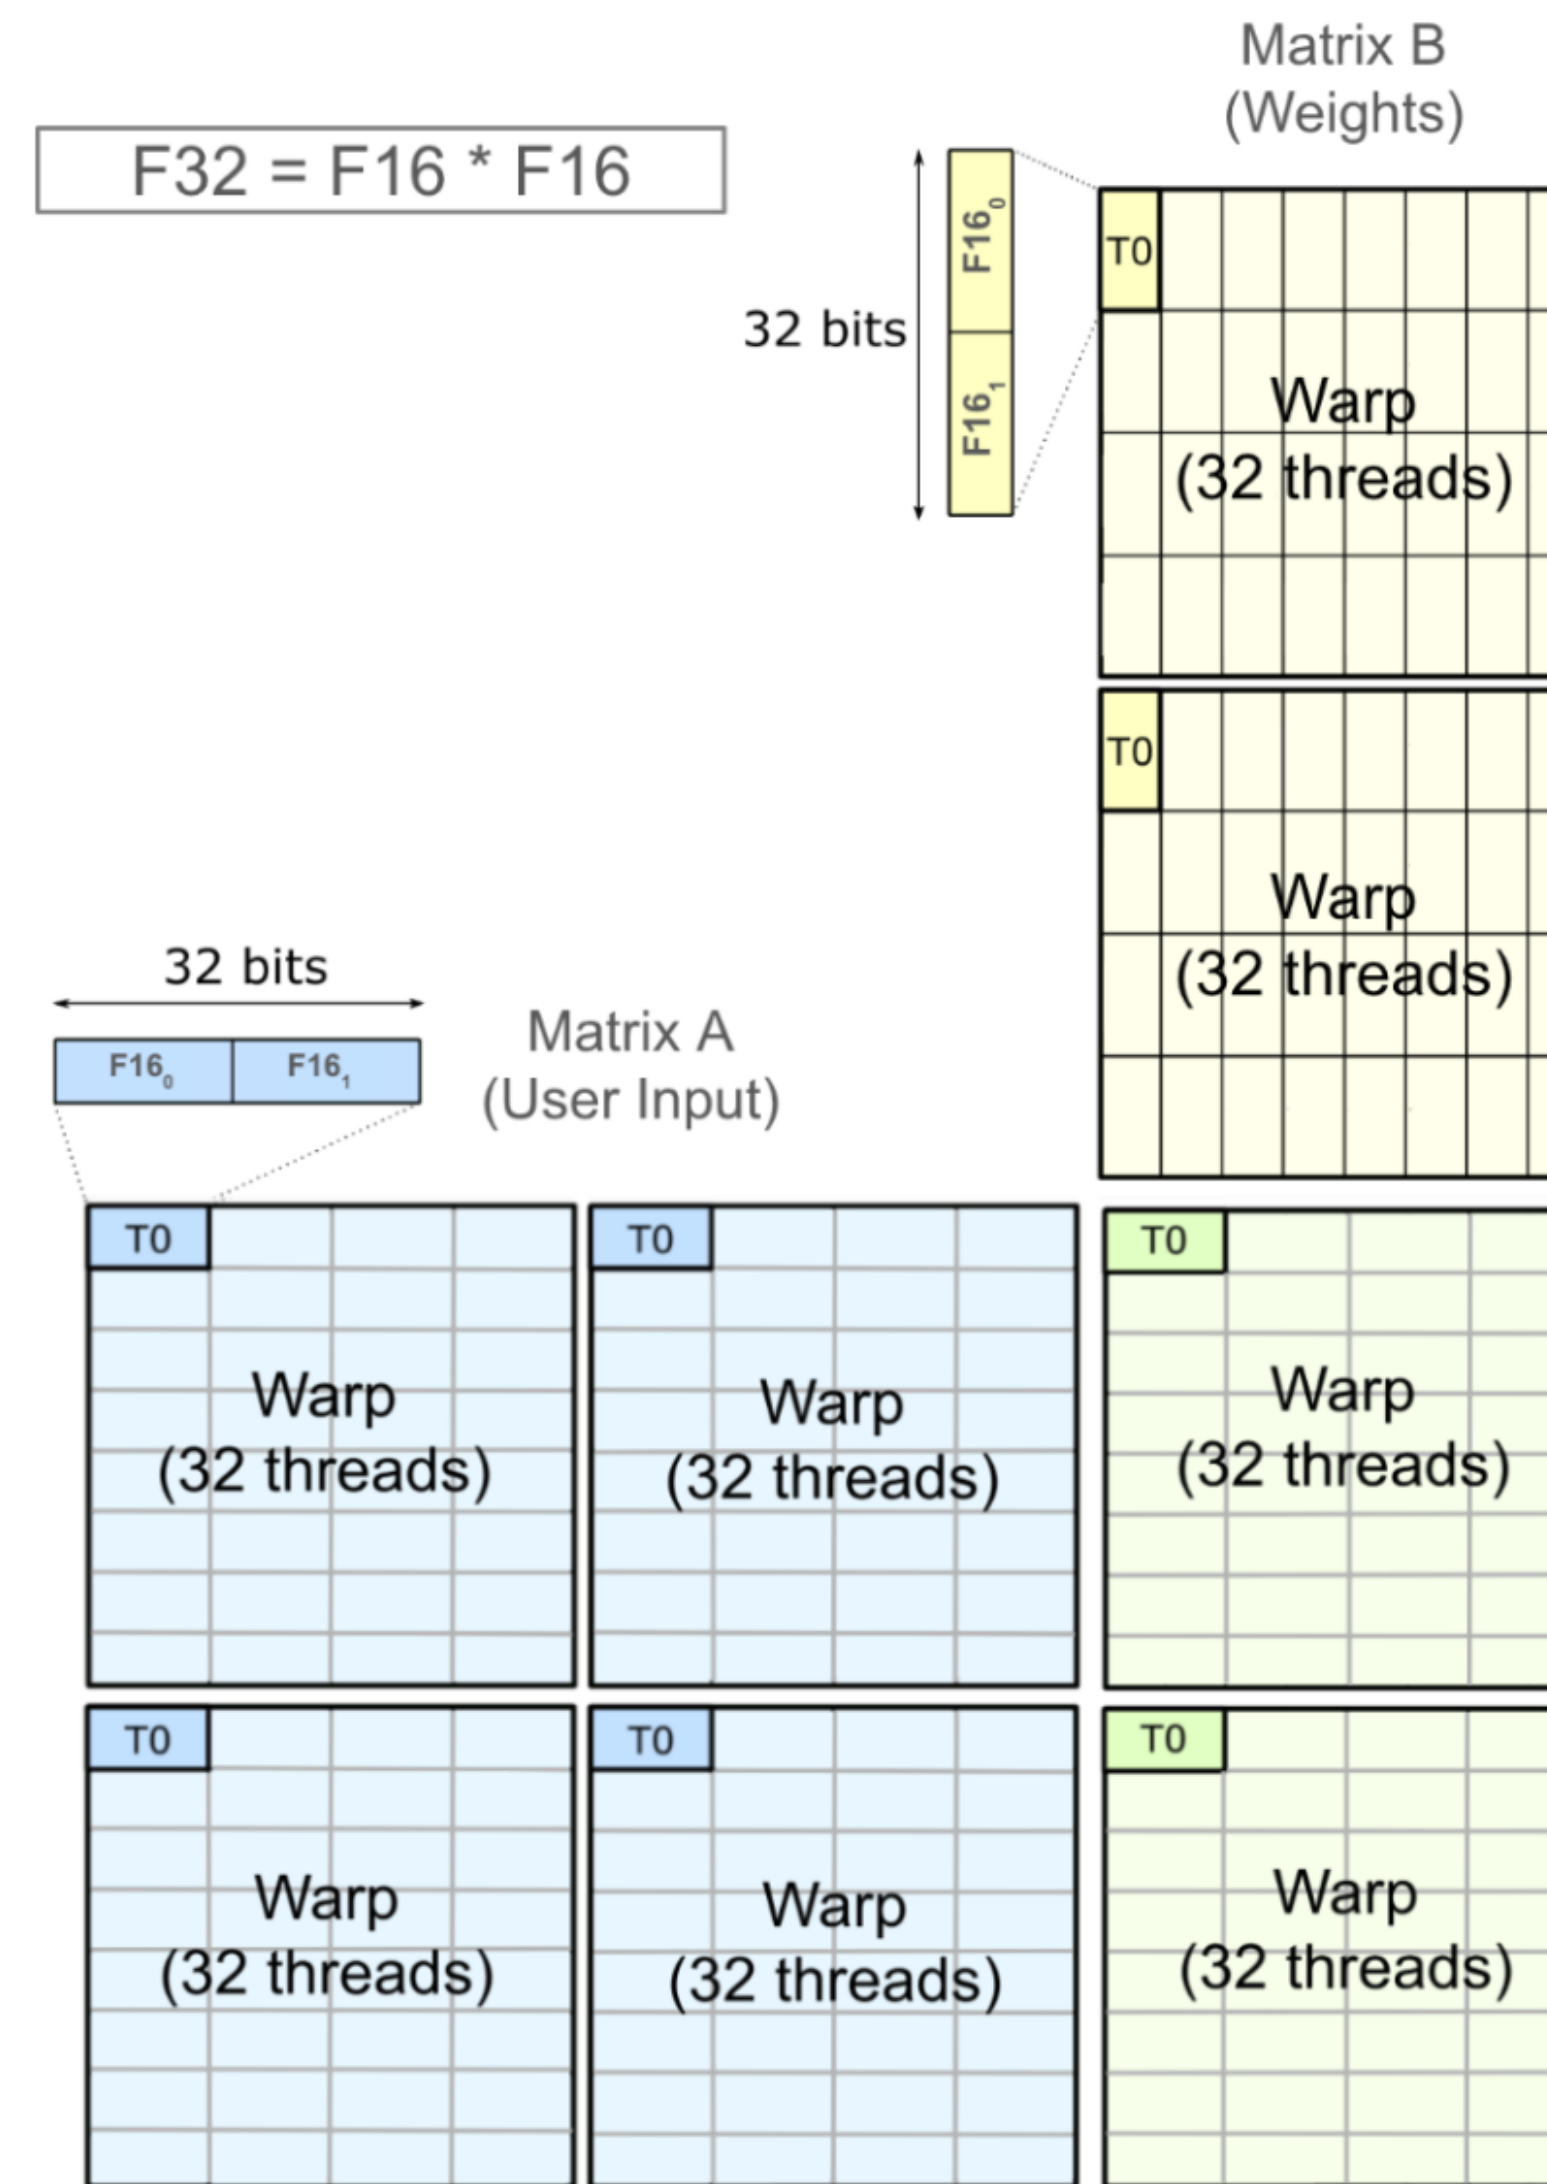 Matrix B
(Weights)
F32 = F16 * F16
F16₀
F16₁
32 bits
T0
Warp
(32 threads)
T0
Warp
(32 threads)
32 bits
F16₀ F16₁
Matrix A
(User Input)
T0 T0 T0
Warp Warp Warp
(32 threads) (32 threads) (32 threads)
T0 T0 T0
Warp Warp Warp
(32 threads) (32 threads) (32 threads)